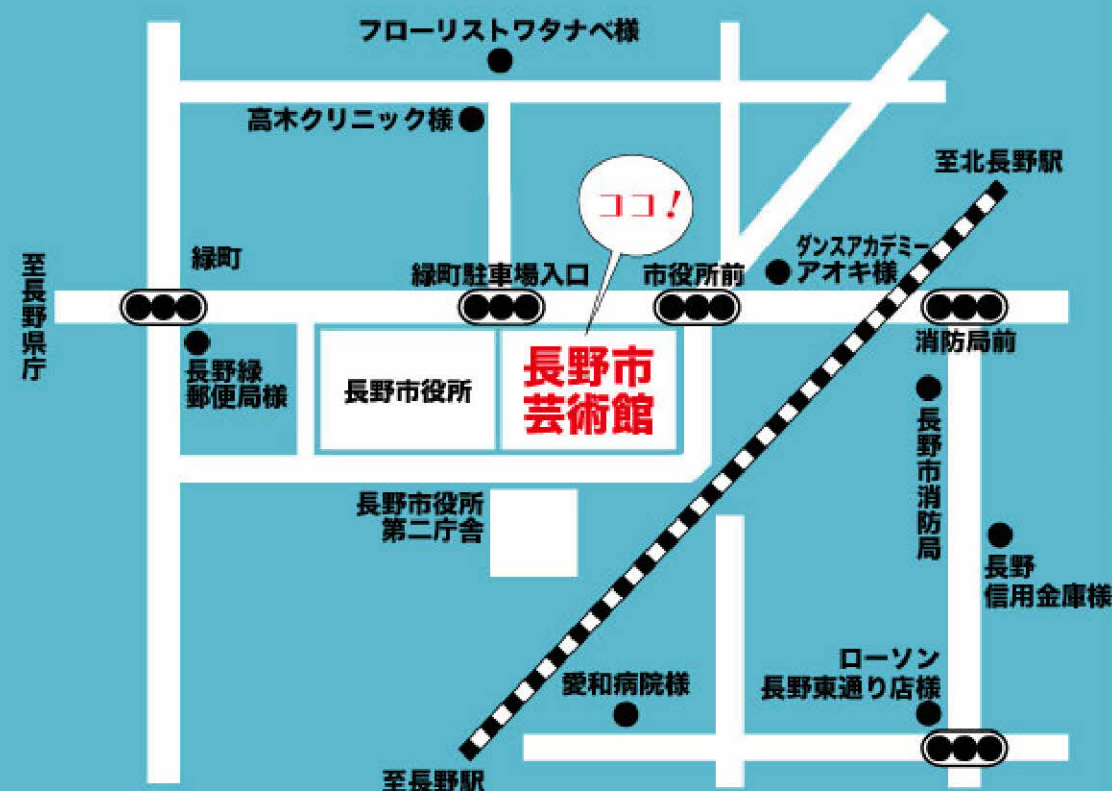 フローリストワタナベ様
高木クリニック様
至北長野駅
ココ！
ダンスアカデミー
アオキ様
至長野県庁
緑町
緑町駐車場入口
市役所前
消防局前
長野緑
郵便局様
長野市役所
長野市
芸術館
長野市消防局
長野市役所
第二庁舎
長野
信用金庫様
ローソン
長野東通り店様
愛和病院様
至長野駅